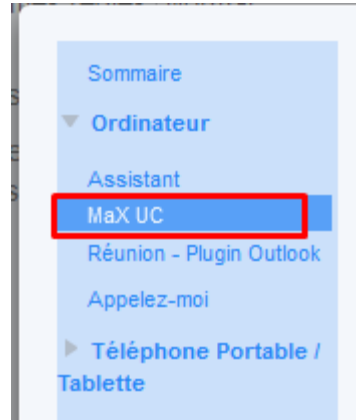 Sommaire
Ordinateur
Assistant
MaX UC
Réunion - Plugin Outlook
Appelez-moi
Téléphone Portable /
Tablette